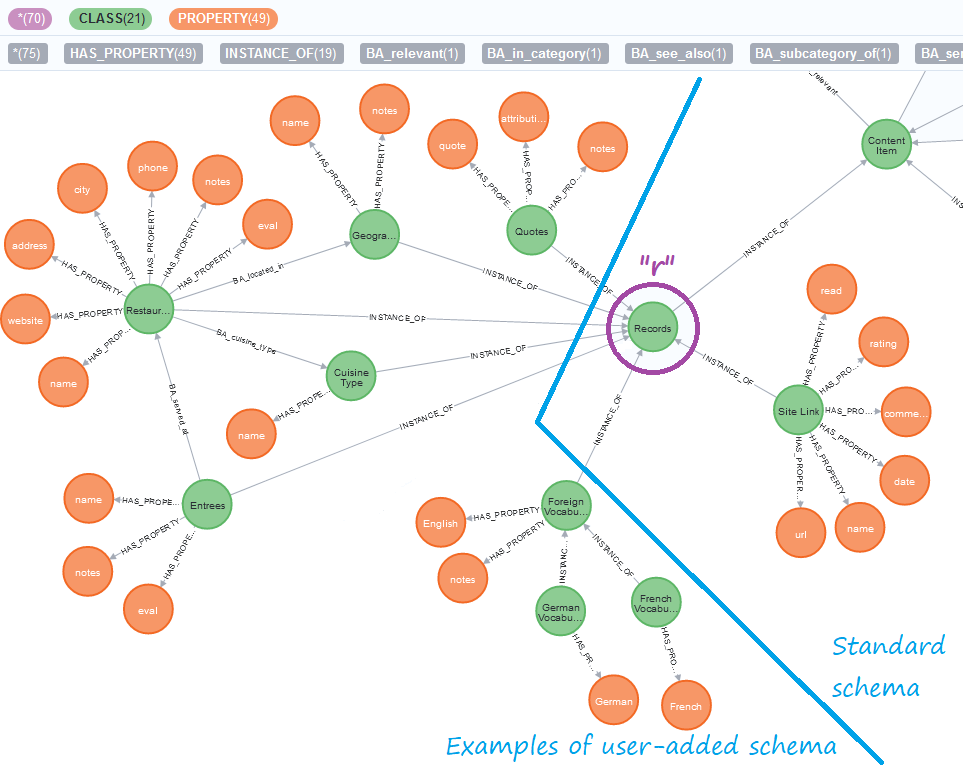 *(70) CLASS(21) PROPERTY(49)
*(75) HAS_PROPERTY(49) INSTANCE_OF(19) BA_relevant(1) BA_in_category(1) BA_see_also(1) BA_subcategory_of(1) BA_ser
_relevant
name
notes
attributi...
quote
notes
Content
Item
phone
city
notes
HAS_PROPERTY
HAS_PROPERTY
HAS_PROPE...
HAS_PROP...
HAS_PRO...
INS
address
eval
HAS_PROPERTY
HAS_PROPERTY
HAS_PROPERTY
HAS_PROPERTY
HAS_PROPERTY
Geogra...
Quotes
INSTANCE_OF
BA_located_in
INSTANCE_OF
INSTANCE_OF
"r"
read
website
HAS_PROPERTY
Restaur...
INSTANCE_OF
Records
HAS_PROP...
BA_cuisine_type
INSTANCE_OF
HAS_PROPERTY
rating
name
Cuisine
Type
INSTANCE_OF
HAS_PRO...
HAS_PROPE...
name
BA_served_at
INSTANCE_OF
INSTANCE_OF
Site Link
HAS_PRO...
comme...
HAS_PROPERTY
HAS_PROPERTY
HAS_PROPER...
date
name
url
name
HAS_PROPE...
Entrees
HAS_PROPERTY
HAS_PROPE...
notes
eval
Foreign
Vocabu...
English
HAS_PROPERTY
HAS_PROPERTY
notes
INSTANC...
INSTANCE_OF
German
Vocabu...
French
Vocabu...
HAS_PR...
HAS_PRO...
German
French
Standard
schema
Examples of user-added schema